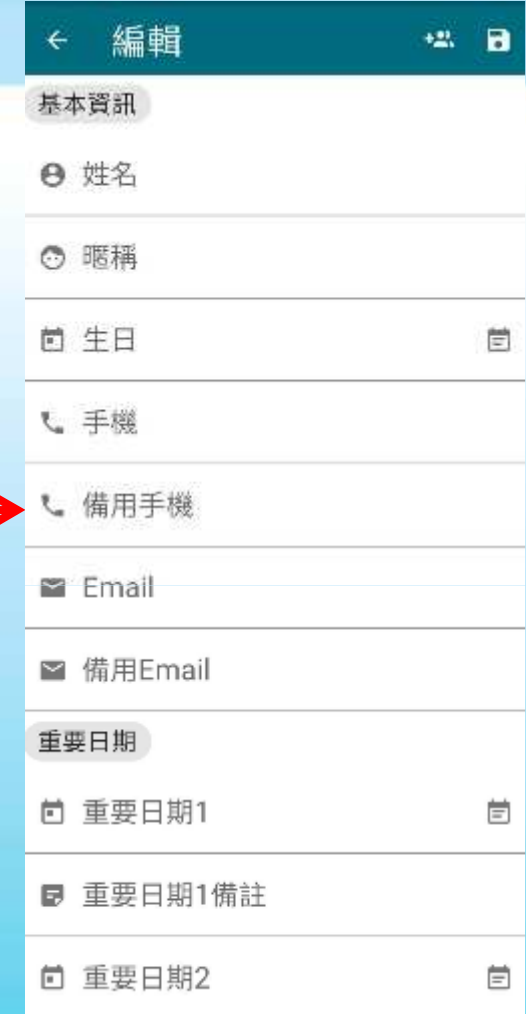 編輯
基本資訊
姓名
暱稱
生日
手機
備用手機
Email
備用Email
重要日期
重要日期1
重要日期1備註
重要日期2